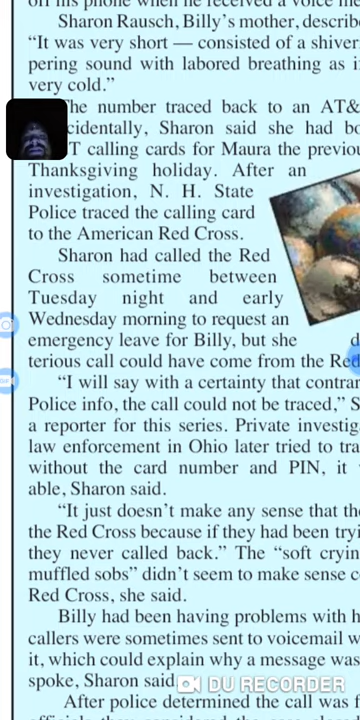 off his phone when he received a voice me
Sharon Rausch, Billy's mother, describe
"It was very short — consisted of a shiver
pering sound with labored breathing as i
very cold."
The number traced back to an AT&
cidentally, Sharon said she had bo
T calling cards for Maura the previou
Thanksgiving holiday. After an
investigation, N. H. State
Police traced the calling card
to the American Red Cross.
Sharon had called the Red
Cross sometime between
Tuesday night and early
Wednesday morning to request an
emergency leave for Billy, but she d
terious call could have come from the Red
"I will say with a certainty that contrar
Police info, the call could not be traced," S
a reporter for this series. Private investig
law enforcement in Ohio later tried to tra
without the card number and PIN, it
able, Sharon said.
"It just doesn't make any sense that the
the Red Cross because if they had been tryi
they never called back." The "soft cryin
muffled sobs" didn't seem to make sense c
Red Cross, she said.
Billy had been having problems with h
callers were sometimes sent to voicemail w
it, which could explain why a message was
spoke, Sharon said
DU RECORDER
After police determined the call was f